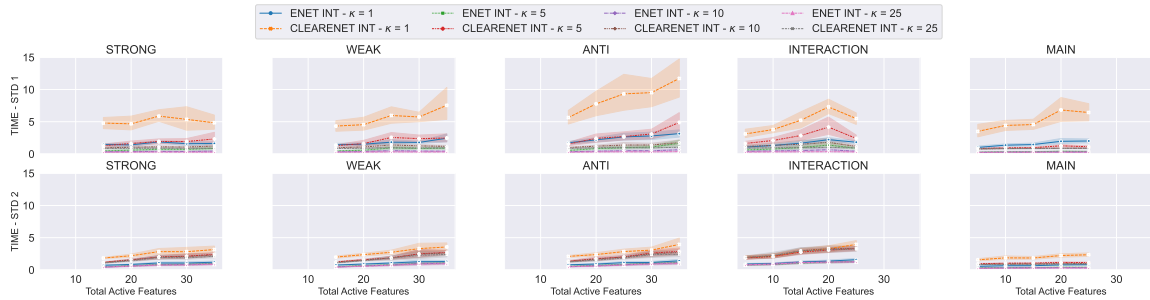 ENET INT - κ = 1 ENET INT - κ = 5 ENET INT - κ = 10 ENET INT - κ = 25
CLEARENET INT - κ = 1 CLEARENET INT - κ = 5 CLEARENET INT - κ = 10 CLEARENET INT - κ = 25
STRONG WEAK ANTI INTERACTION MAIN
TIME - STD 1
15
10
5
0
STRONG WEAK ANTI INTERACTION MAIN
TIME - STD 2
15
10
5
0
10 20 30 10 20 30 10 20 30 10 20 30 10 20 30
Total Active Features Total Active Features Total Active Features Total Active Features Total Active Features